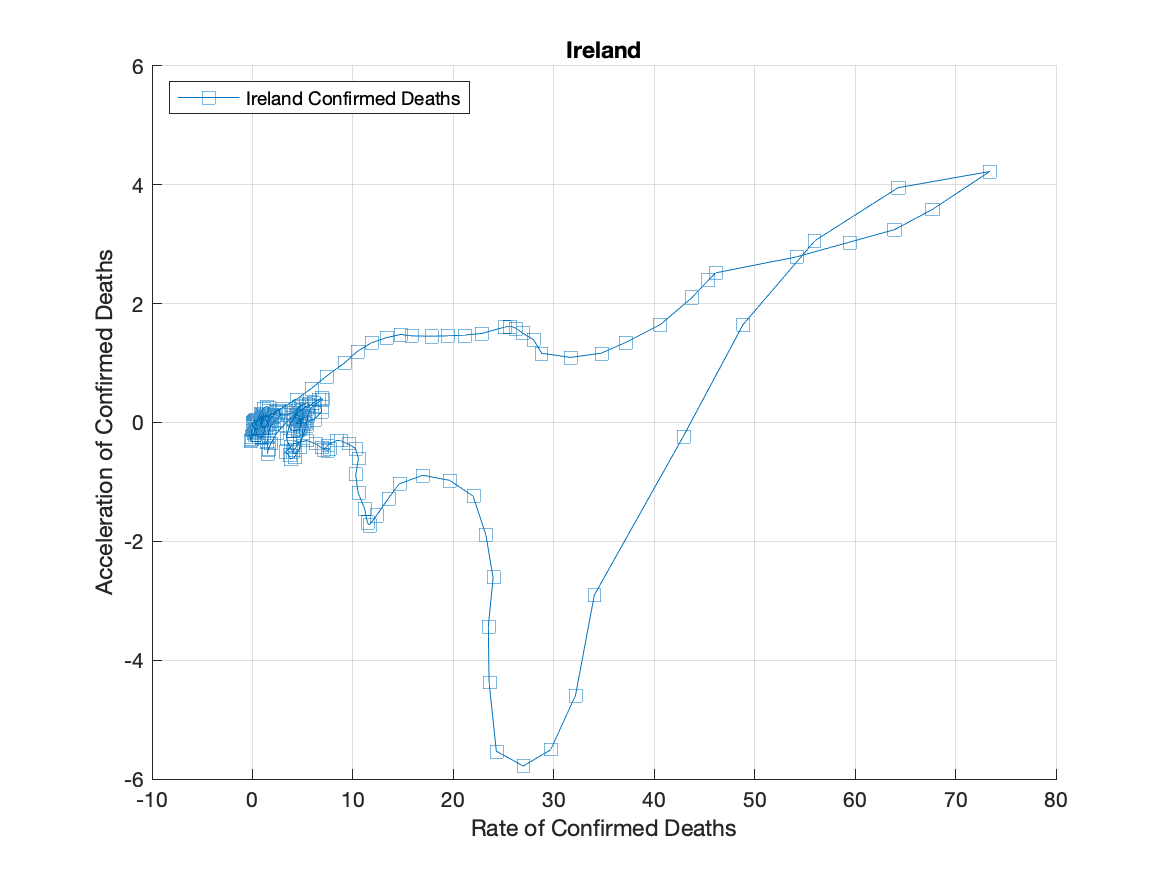 Ireland
Ireland Confirmed Deaths
6
4
2
0
-2
-4
-6
Acceleration of Confirmed Deaths
-10 0 10 20 30 40 50 60 70 80
Rate of Confirmed Deaths